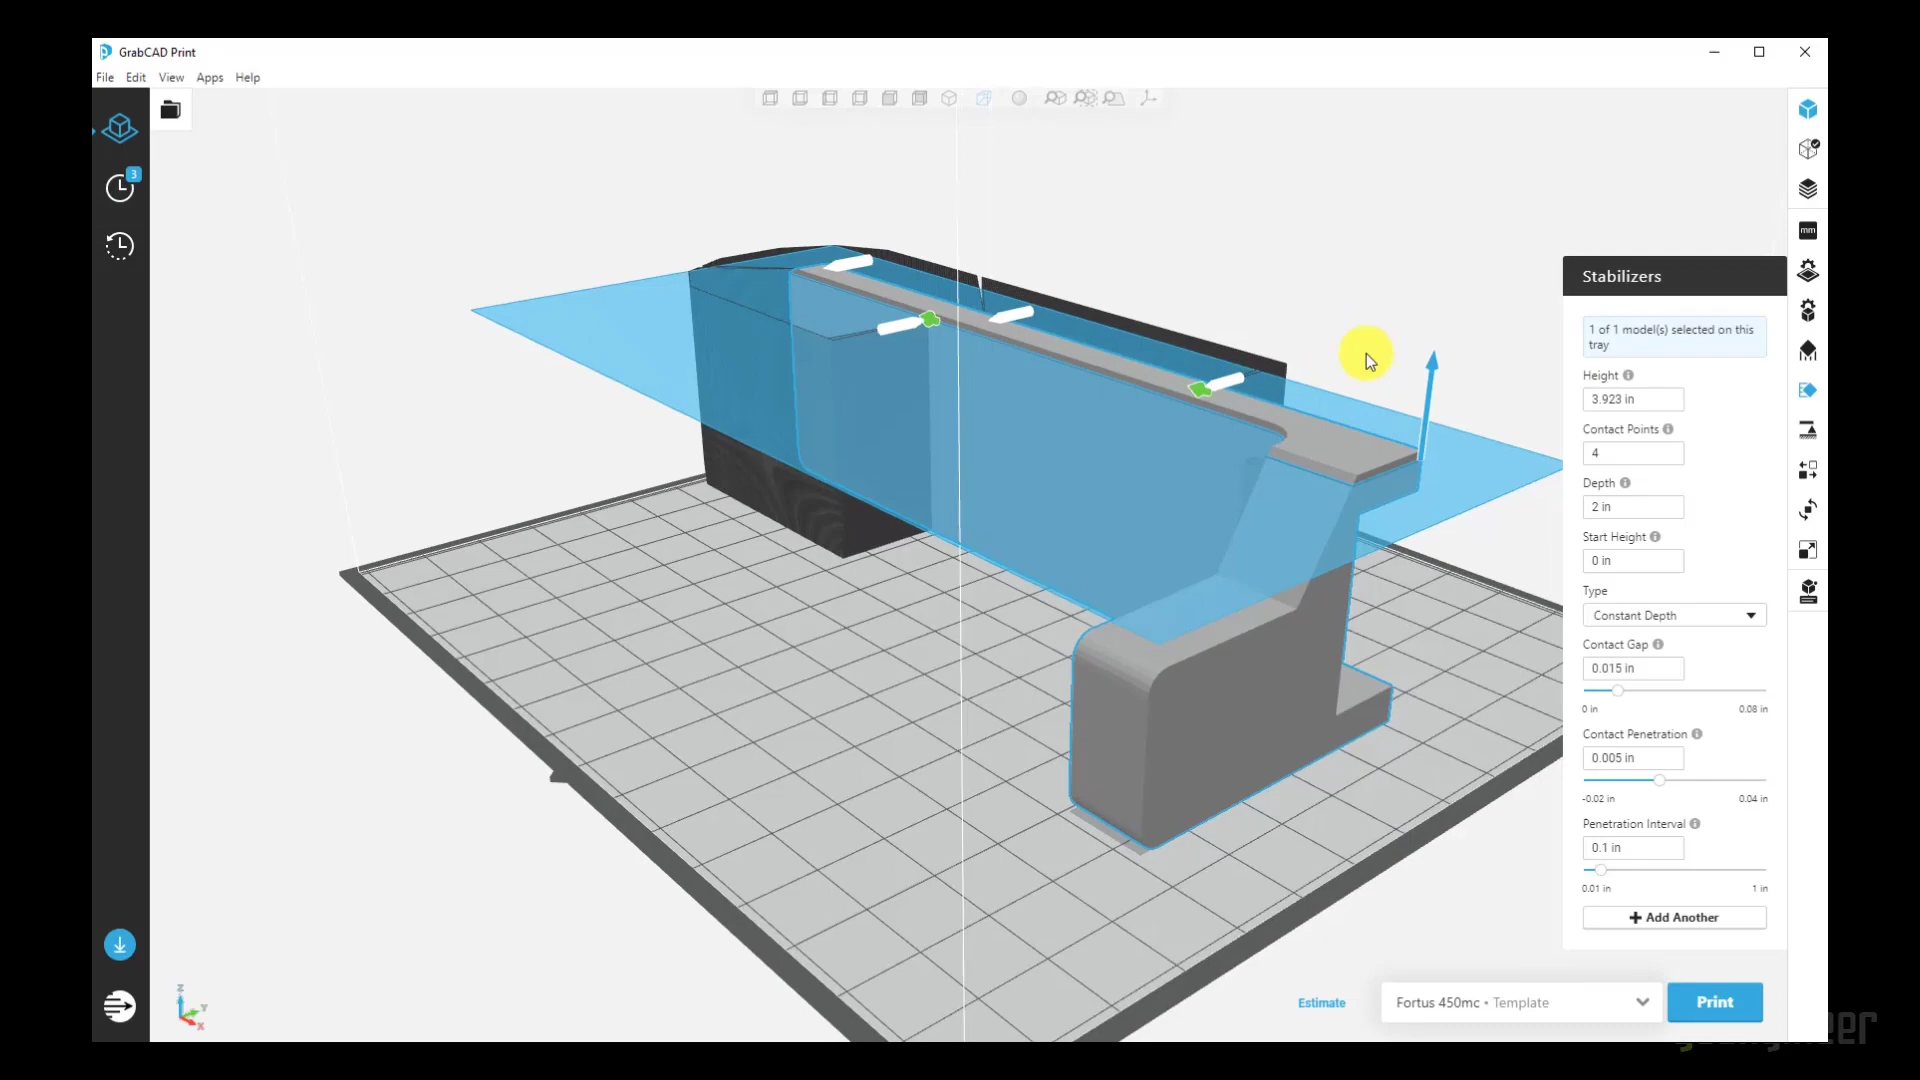 GrabCAD Print
File Edit View Apps Help
3
mm
Stabilizers
1 of 1 model(s) selected on this
tray
Height
3.923 in
Contact Points
4
Depth
2 in
Start Height
0 in
Type
Constant Depth
Contact Gap
0.015 in
0 in 0.08 in
Contact Penetration
0.005 in
-0.02 in 0.04 in
Penetration Interval
0.1 in
0.01 in 1 in
+ Add Another
Z
Y
X
Estimate Fortus 450mc • Template Print